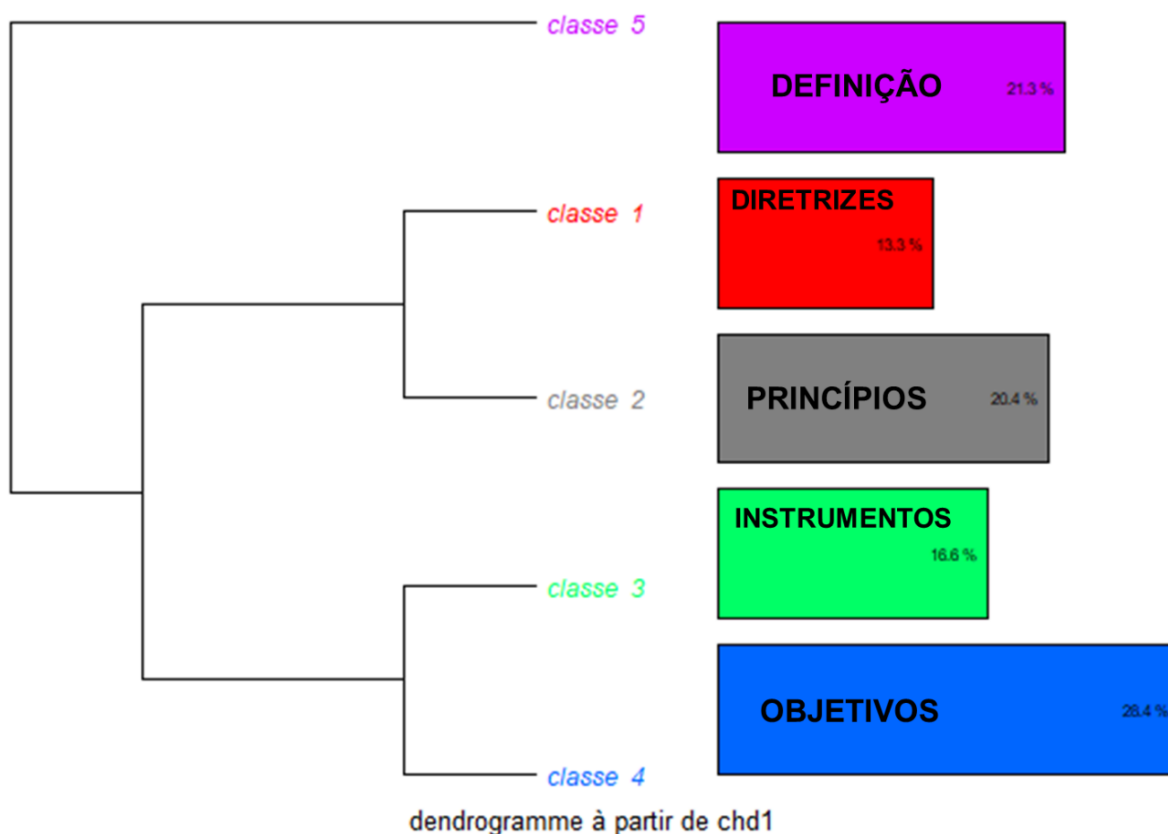 classe 5
DEFINIÇÃO 21.3 %
DIRETRIZES
classe 1
13.3 %
classe 2
PRINCÍPIOS 20.4 %
INSTRUMENTOS
16.6 %
classe 3
OBJETIVOS 28.4 %
classe 4
dendrogramme à partir de chd1